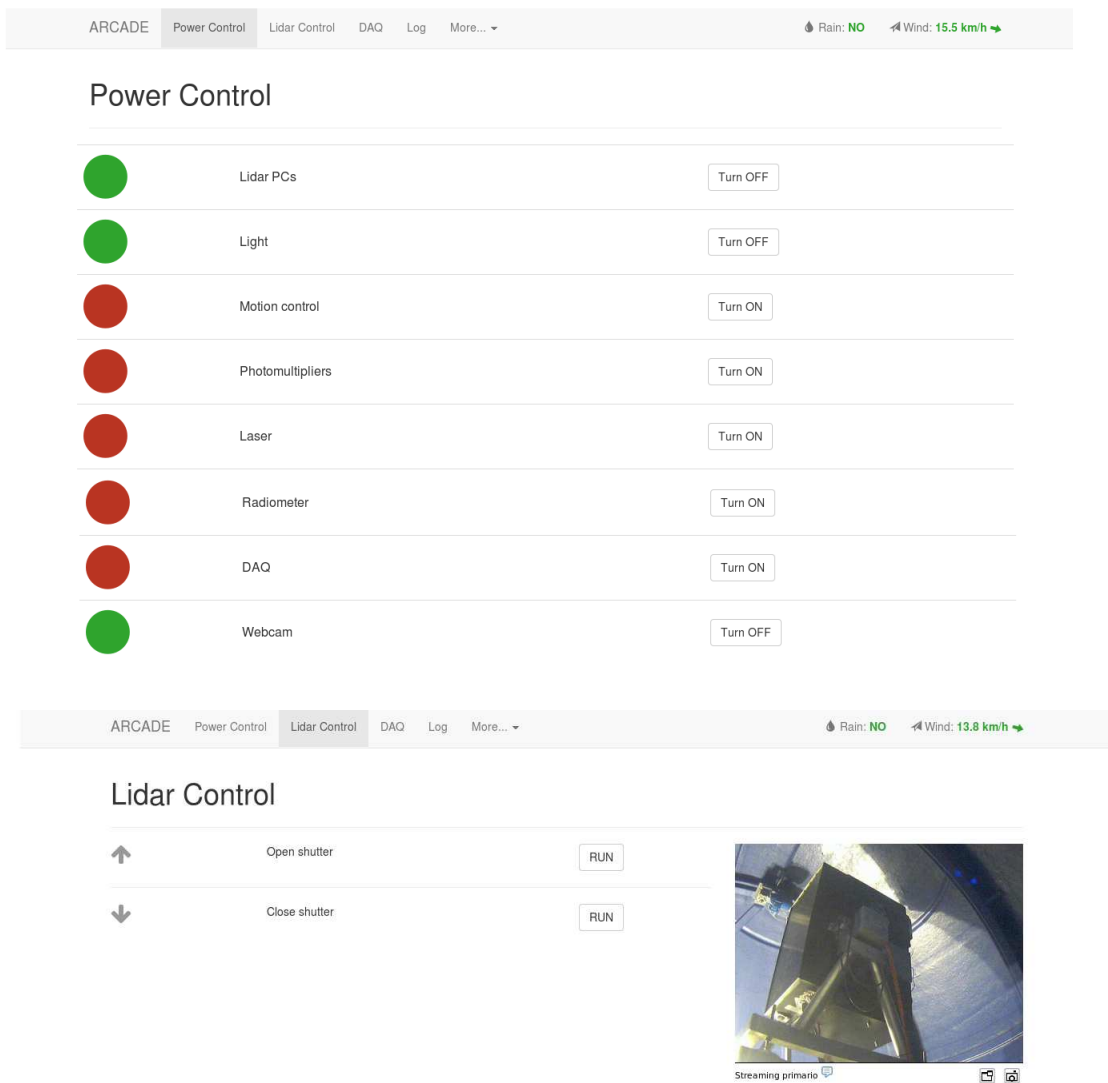 ARCADE Power Control Lidar Control DAQ Log More... Rain: NO Wind: 15.5 km/h
Power Control
Lidar PCs Turn OFF
Light Turn OFF
Motion control Turn ON
Photomultipliers Turn ON
Laser Turn ON
Radiometer Turn ON
DAQ Turn ON
Webcam Turn OFF
ARCADE Power Control Lidar Control DAQ Log More... Rain: NO Wind: 13.8 km/h
Lidar Control
Open shutter RUN
Close shutter RUN
Streaming primario